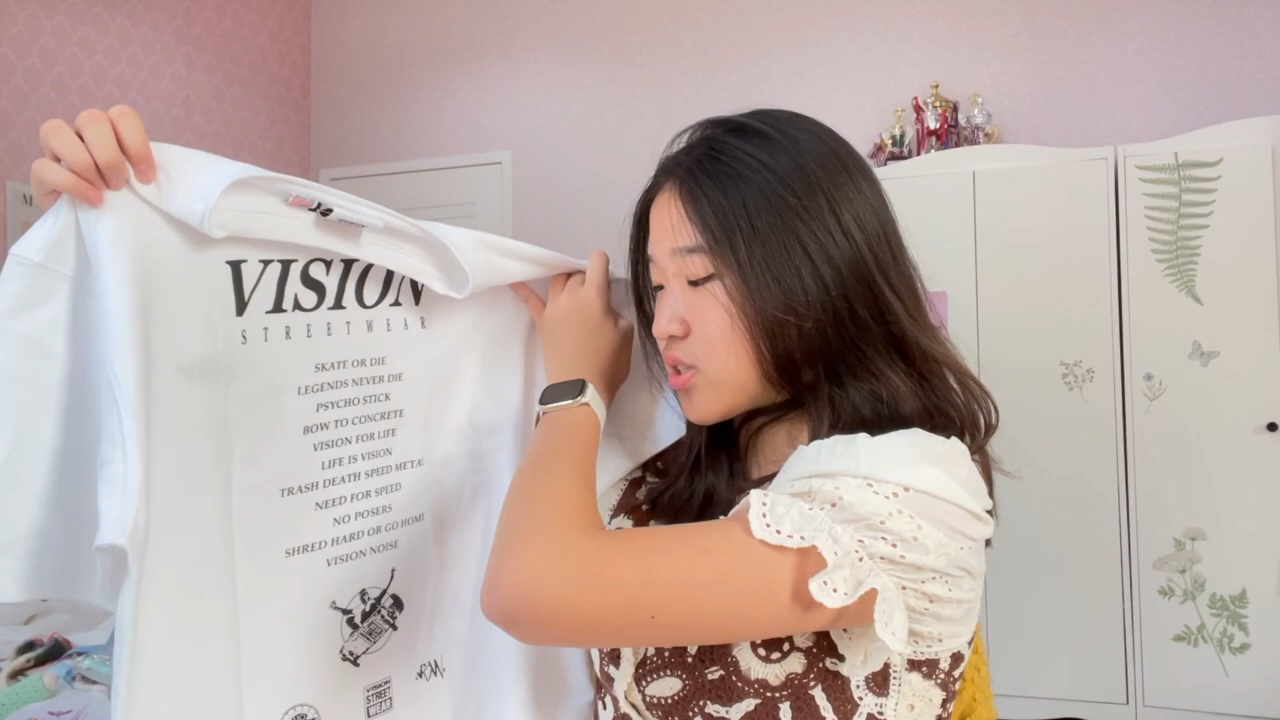 M
VISION
STREETWEAR
SKATE OR DIE
LEGENDS NEVER DIE
PSYCHO STICK
BOW TO CONCRETE
VISION FOR LIFE
LIFE IS VISION
TRASH DEATH SPEED METAL
NEED FOR SPEED
NO POSERS
SHRED HARD OR GO HOME
VISION NOISE
VISION
STREET
WEAR